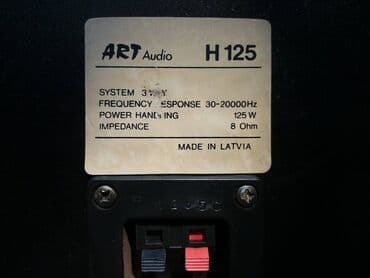 ART Audio H 125
SYSTEM
FREQUENCY 30-20000Hz
POWER 125 W
IMPEDANCE 8 Ohm
MADE IN LATVIA